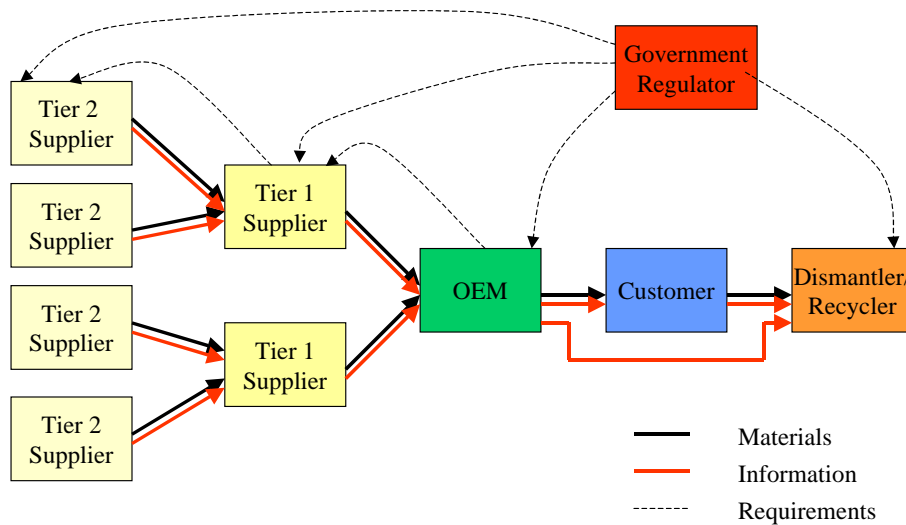 Government
Regulator
Tier 2
Supplier
Tier 1
Supplier
Tier 2
Supplier
OEM
Customer
Dismantler/
Recycler
Tier 2
Supplier
Tier 1
Supplier
Tier 2
Supplier
Materials
Information
Requirements